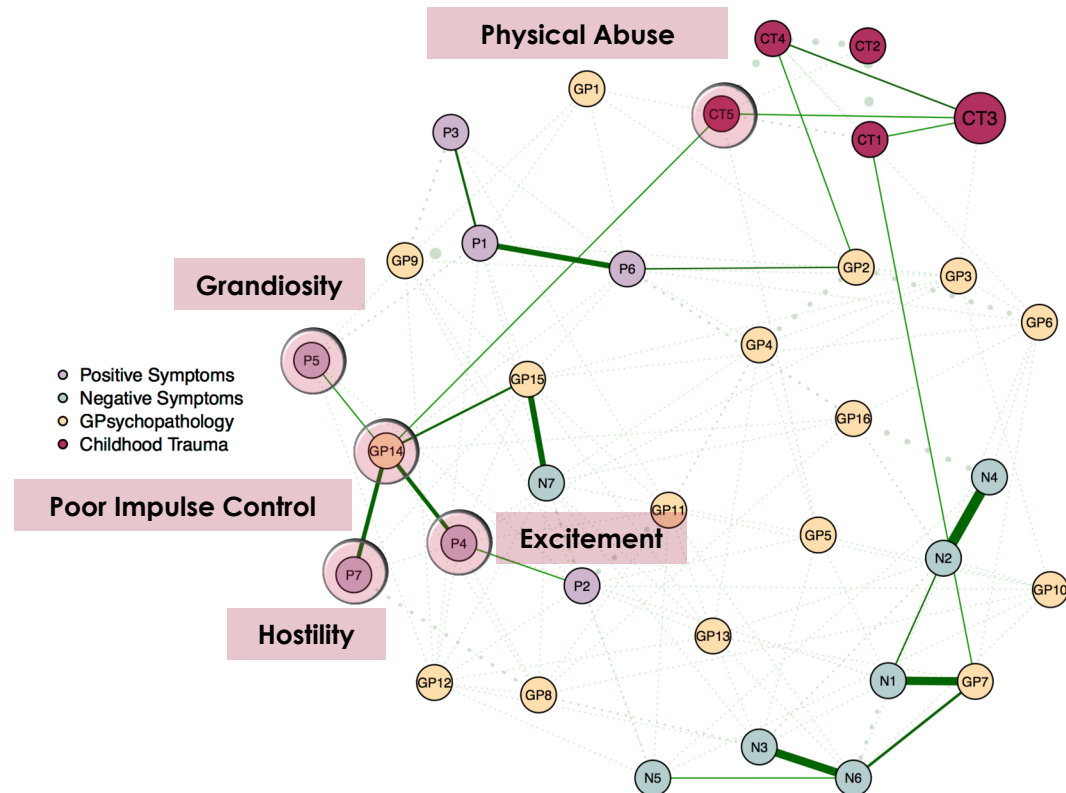 Physical Abuse
CT4
CT2
GP1
CT5
CT3
P3
CT1
P1
GP9
P6
GP2
GP3
Grandiosity
GP6
GP4
P5
Positive Symptoms
GP15
Negative Symptoms
GPsychopathology
GP16
Childhood Trauma
GP14
N4
Poor Impulse Control
N7
GP11
Excitement
GP5
P4
N2
P7
P2
GP10
Hostility
GP13
GP12
N1
GP7
GP8
N3
N5
N6